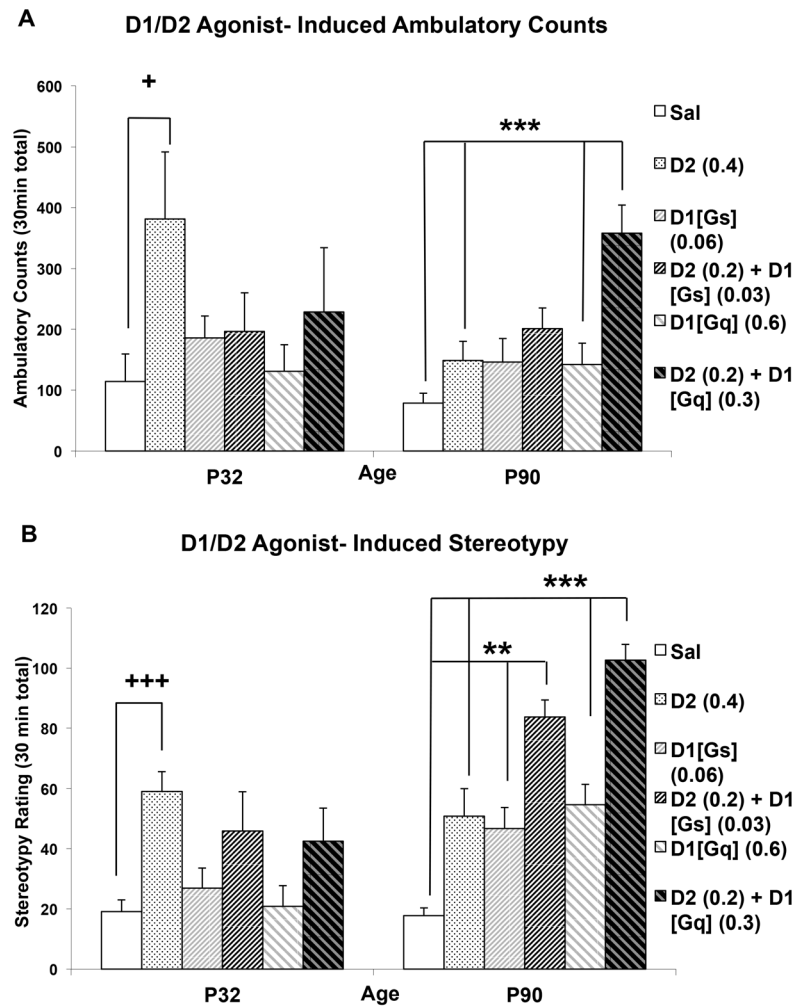 A
D1/D2 Agonist- Induced Ambulatory Counts
Ambulatory Counts (30min total)
600
500
400
300
200
100
0
+
***
P32
Age
P90
Sal
D2 (0.4)
D1[Gs]
(0.06)
D2 (0.2) + D1
[Gs] (0.03)
D1[Gq] (0.6)
D2 (0.2) + D1
[Gq] (0.3)
B
D1/D2 Agonist- Induced Stereotypy
Stereotypy Rating (30 min total)
120
100
80
60
40
20
0
+++
**
***
P32
Age
P90
Sal
D2 (0.4)
D1[Gs]
(0.06)
D2 (0.2) + D1
[Gs] (0.03)
D1[Gq] (0.6)
D2 (0.2) + D1
[Gq] (0.3)